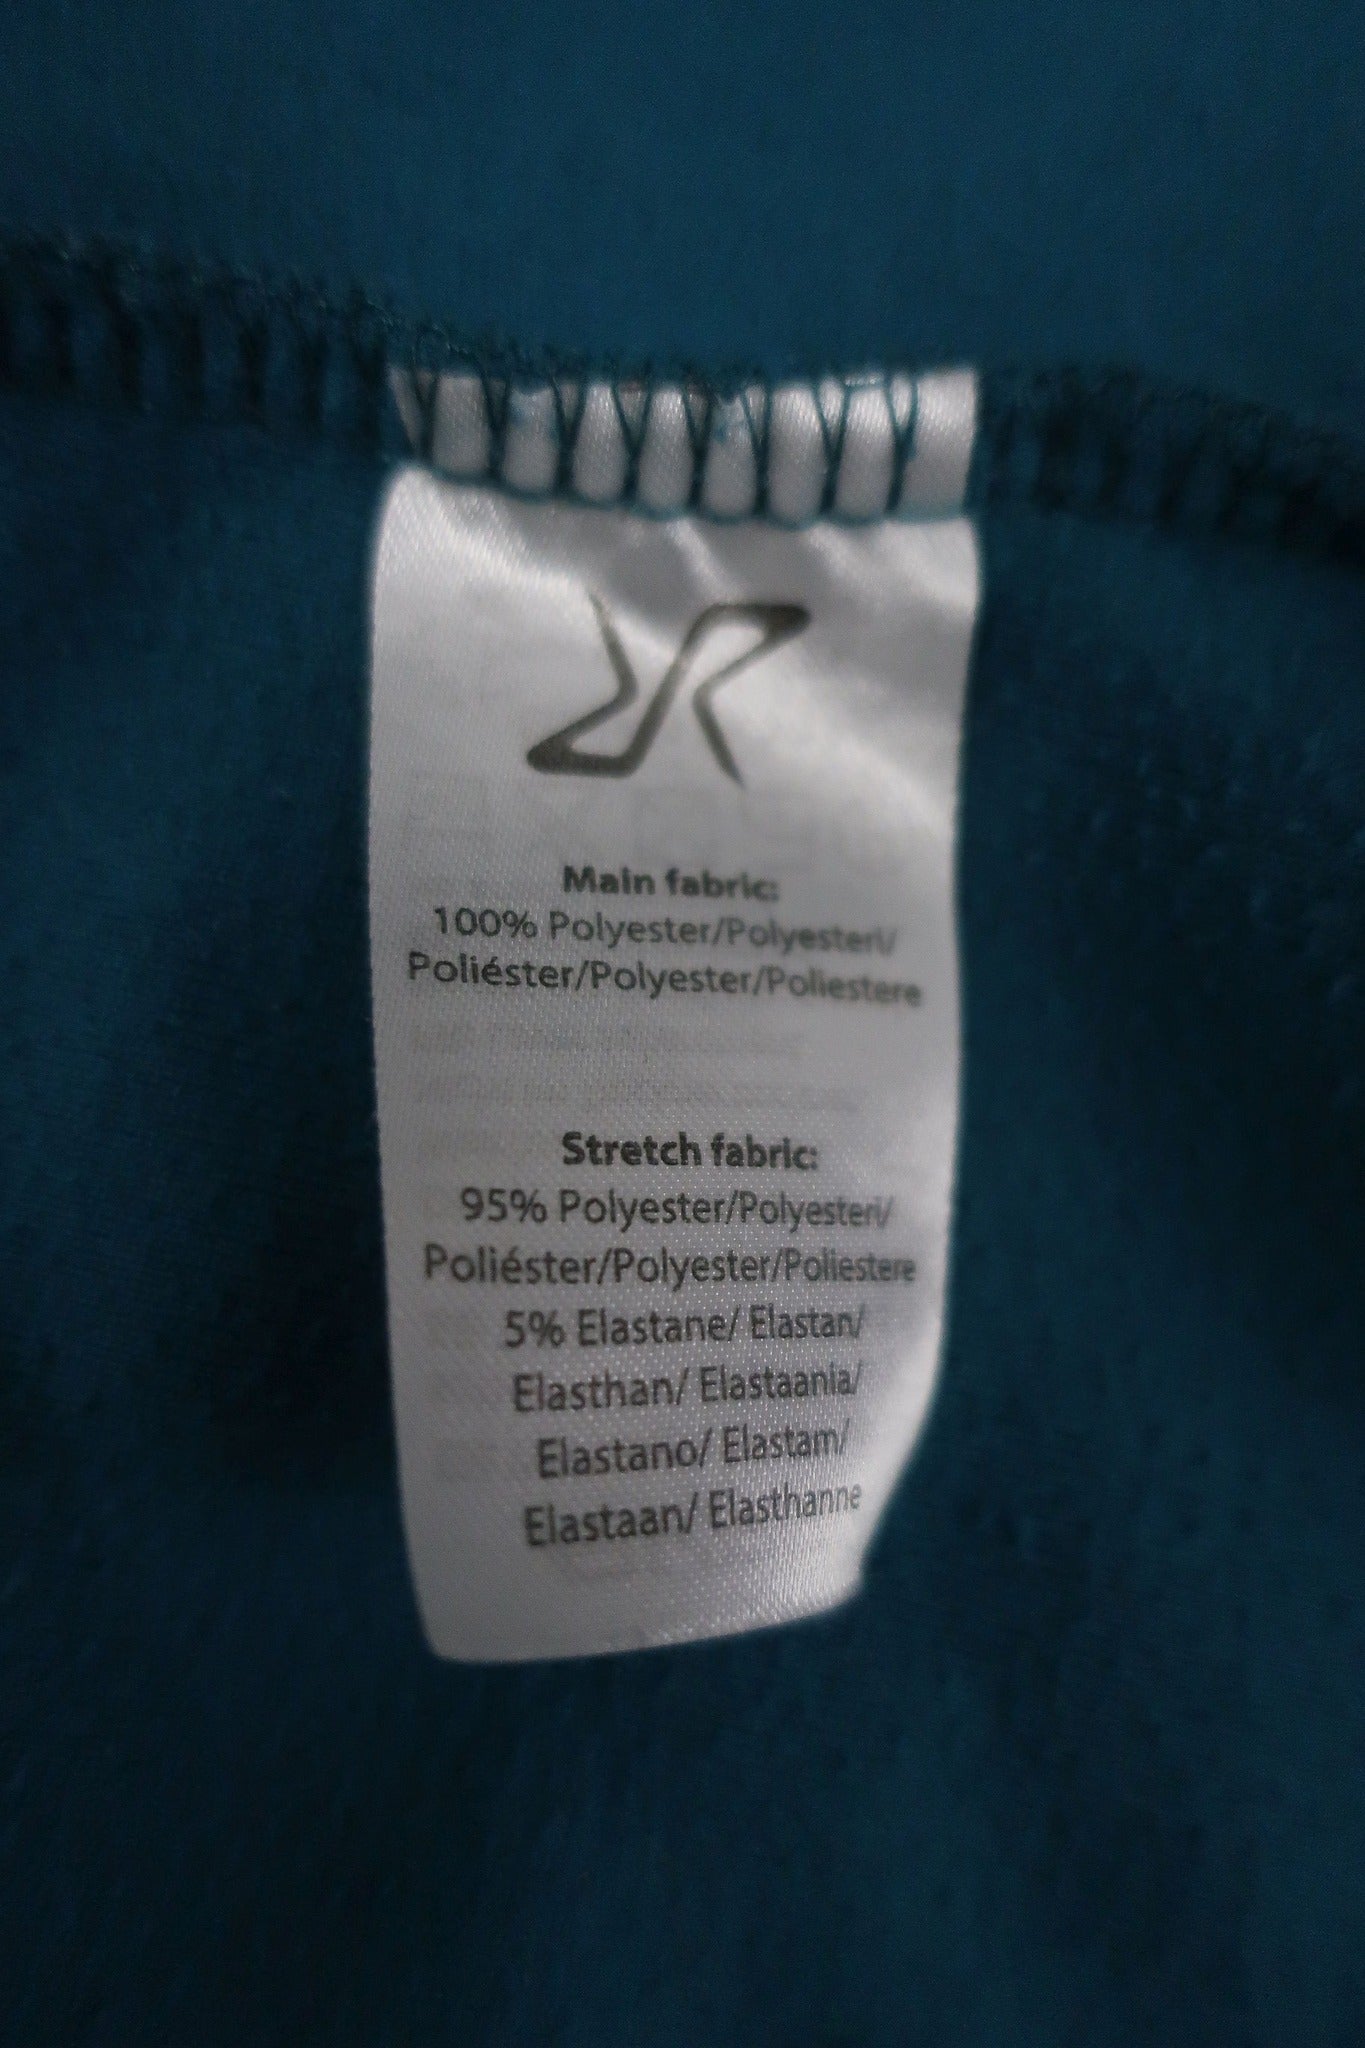 Main fabric:
100% Polyester/Polyesteri/
Poliéster/Polyester/Poliestere
Stretch fabric:
95% Polyester/Polyesteri/
Poliéster/Polyester/Poliestere
5% Elastane/ Elastan/
Elasthan/ Elastaania/
Elastano/ Elastam/
Elastaan/ Elasthanne